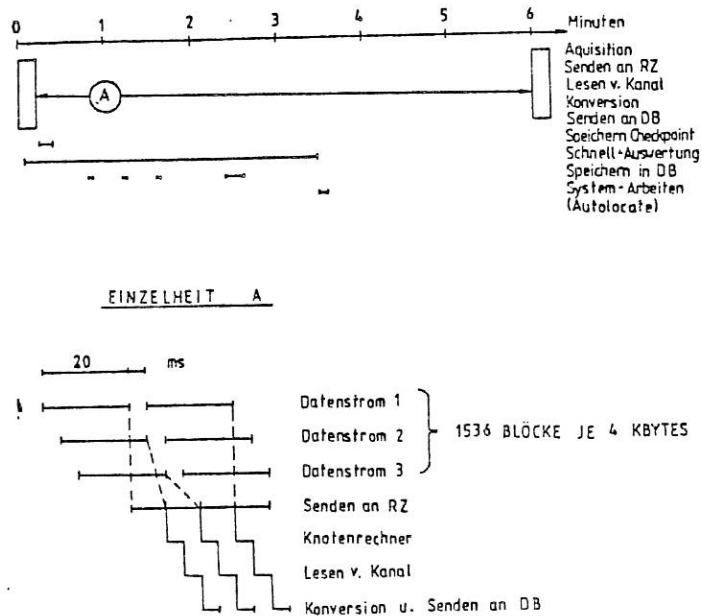 0 1 2 3 4 5 6 Minuten
Aquisition
Senden an RZ
Lesen v. Kanal
Konversion
Senden an DB
Speichern Checkpoint
Schnell-Auswertung
Speichern in DB
System-Arbeiten
(Autolocate)
A
EINZELHEIT A
20 ms
Datenstrom 1
Datenstrom 2
Datenstrom 3
1536 BLÖCKE JE 4 KBYTES
Senden an RZ
Knotenrechner
Lesen v. Kanal
Konversion u. Senden an DB